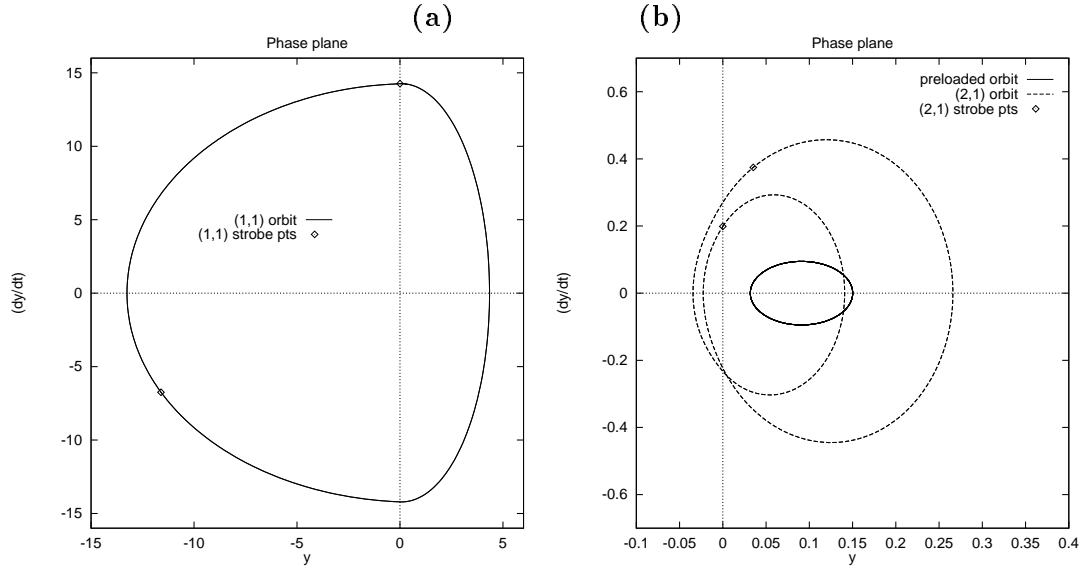 (a)
Phase plane
15
10
5
0
-5
-10
-15
-15
-10
-5
0
5
y
(dy/dt)
(1,1) orbit
(1,1) strobe pts
(b)
Phase plane
0.6
0.4
0.2
0
-0.2
-0.4
-0.6
-0.1
-0.05
0
0.05
0.1
0.15
0.2
0.25
0.3
0.35
0.4
y
(dy/dt)
preloaded orbit
(2,1) orbit
(2,1) strobe pts